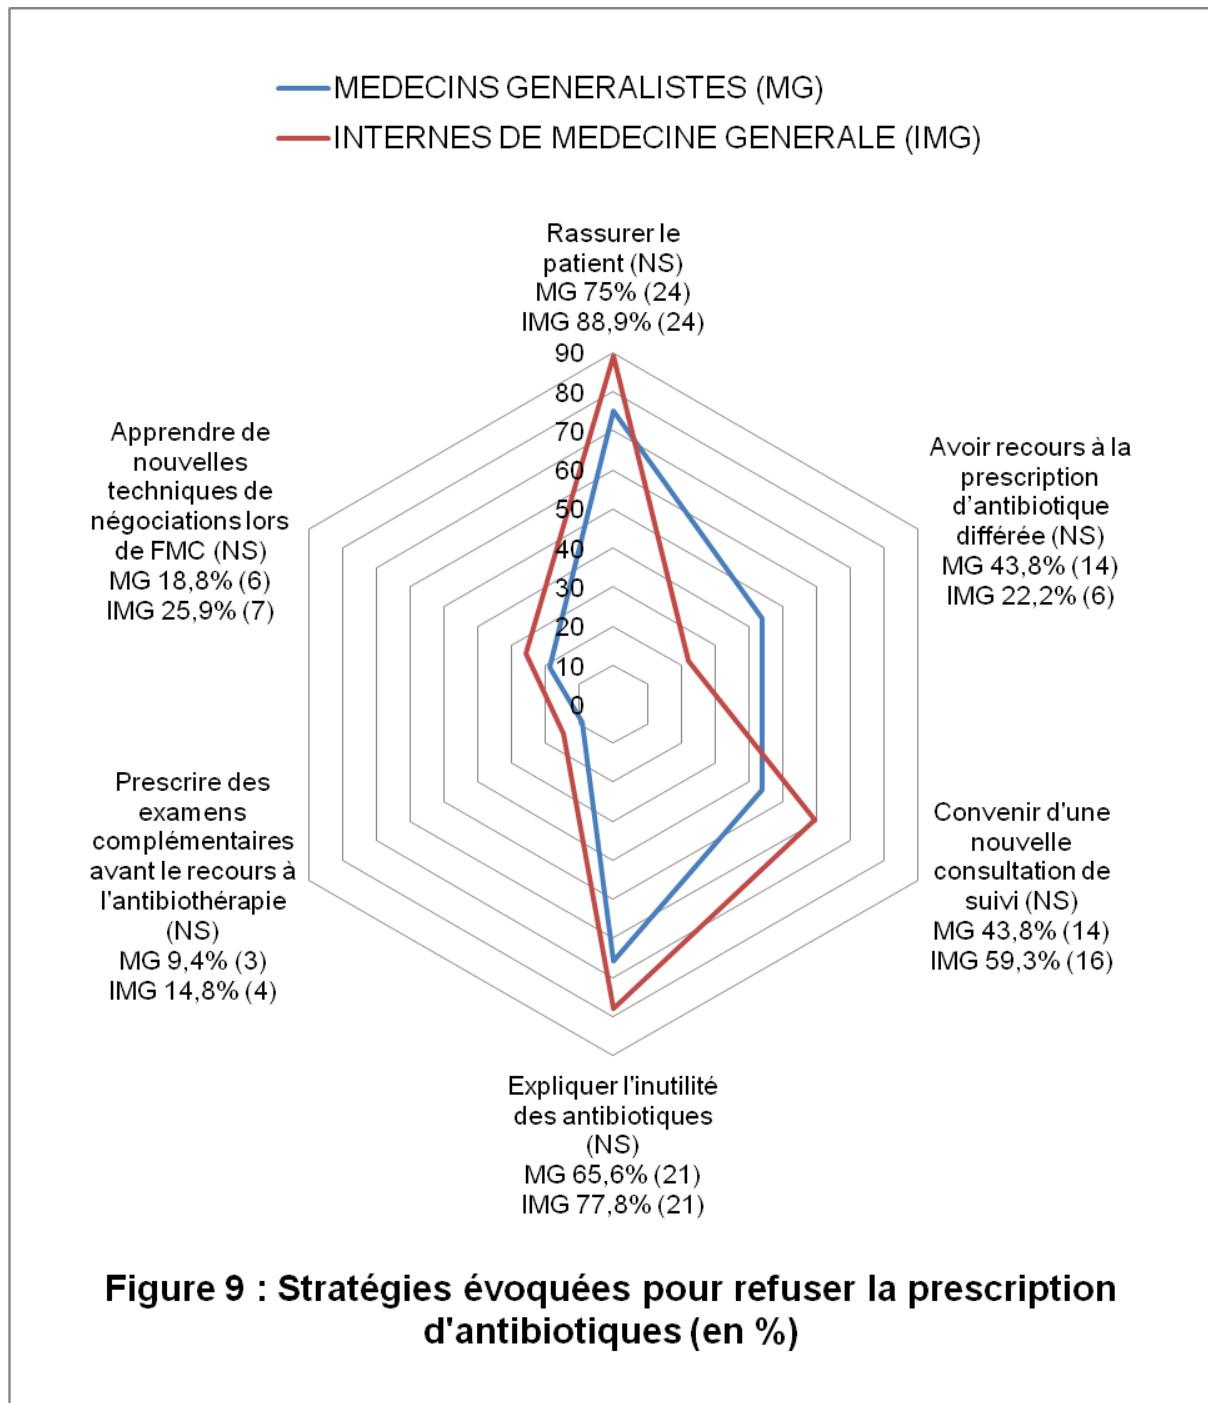 MEDECINS GENERALISTES (MG)
INTERNES DE MEDECINE GENERALE (IMG)
Rassurer le
patient (NS)
MG 75% (24)
IMG 88,9% (24)
90
80
70
60
50
40
30
20
10
0
Avoir recours à la
prescription
d’antibiotique
différée (NS)
MG 43,8% (14)
IMG 22,2% (6)
Convenir d'une
nouvelle
consultation de
suivi (NS)
MG 43,8% (14)
IMG 59,3% (16)
Expliquer l'inutilité
des antibiotiques
(NS)
MG 65,6% (21)
IMG 77,8% (21)
Prescrire des
examens
complémentaires
avant le recours à
l'antibiothérapie
(NS)
MG 9,4% (3)
IMG 14,8% (4)
Apprendre de
nouvelles
techniques de
négociations lors
de FMC (NS)
MG 18,8% (6)
IMG 25,9% (7)
Figure 9 : Stratégies évoquées pour refuser la prescription
d'antibiotiques (en %)